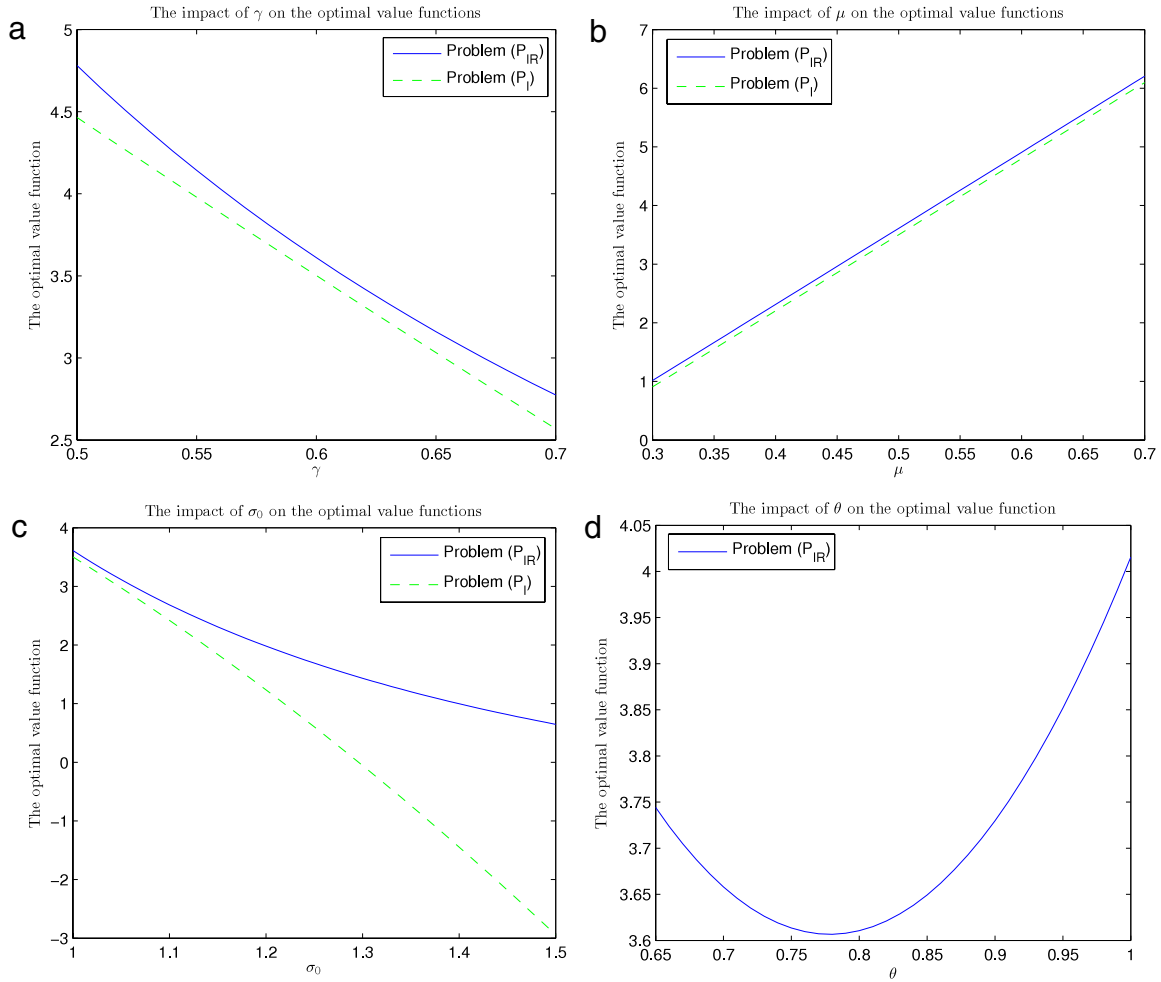 a
The impact of γ on the optimal value functions
Problem (P_IR)
Problem (P_I)
The optimal value function
5
4.5
4
3.5
3
2.5
0.5
0.55
0.6
0.65
0.7
γ
b
The impact of μ on the optimal value functions
Problem (P_IR)
Problem (P_I)
The optimal value function
7
6
5
4
3
2
1
0
0.3
0.35
0.4
0.45
0.5
0.55
0.6
0.65
0.7
μ
c
The impact of σ₀ on the optimal value functions
Problem (P_IR)
Problem (P_I)
The optimal value function
4
3
2
1
0
−1
−2
−3
1
1.1
1.2
1.3
1.4
1.5
σ₀
d
The impact of θ on the optimal value function
Problem (P_IR)
The optimal value function
4.05
4
3.95
3.9
3.85
3.8
3.75
3.7
3.65
3.6
0.65
0.7
0.75
0.8
0.85
0.9
0.95
1
θ